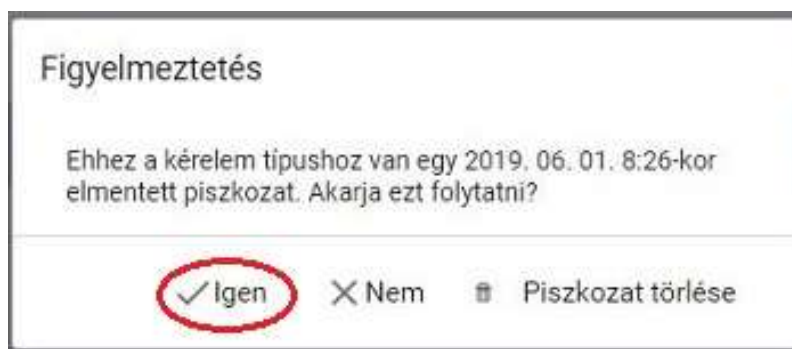 Figyelmeztetés
Ehhez a kérelem típushoz van egy 2019. 06. 01. 8:26-kor
elmentett piszkozat. Akarja ezt folytatni?
Igen Nem Piszkozat törlése